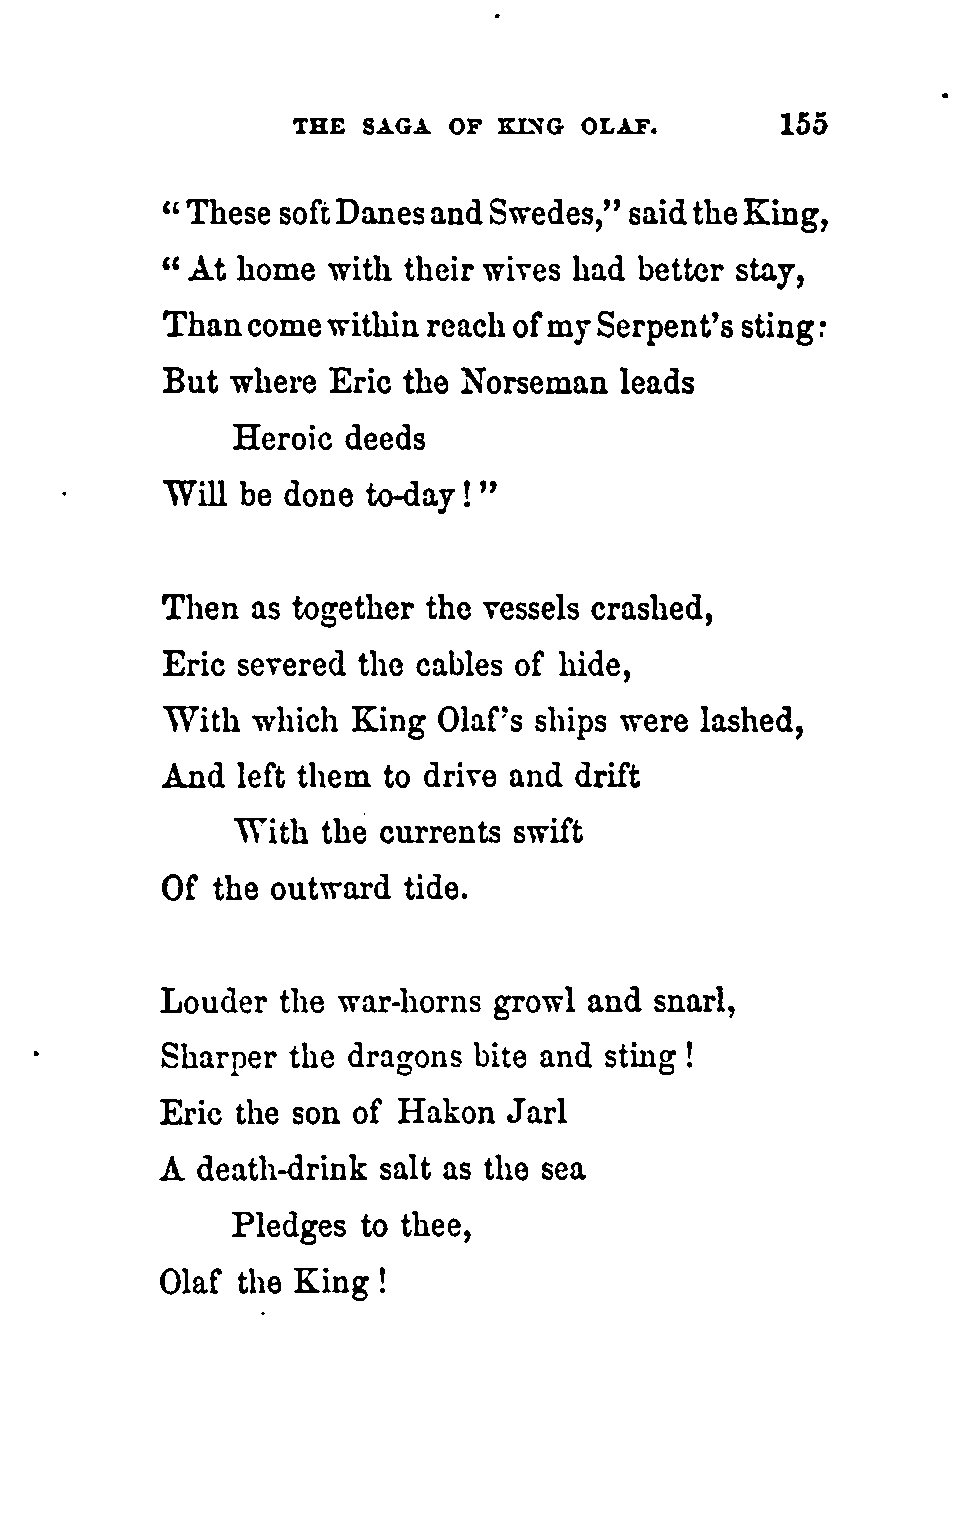 THE SAGA OF KING OLAF. 155
“These soft Danes and Swedes,” said the King,
“At home with their wives had better stay,
Than come within reach of my Serpent's sting:
But where Eric the Norseman leads
Heroic deeds
Will be done to-day!”
Then as together the vessels crashed,
Eric severed the cables of hide,
With which King Olaf's ships were lashed,
And left them to drive and drift
With the currents swift
Of the outward tide.
Louder the war-horns growl and snarl,
Sharper the dragons bite and sting!
Eric the son of Hakon Jarl
A death-drink salt as the sea
Pledges to thee,
Olaf the King!